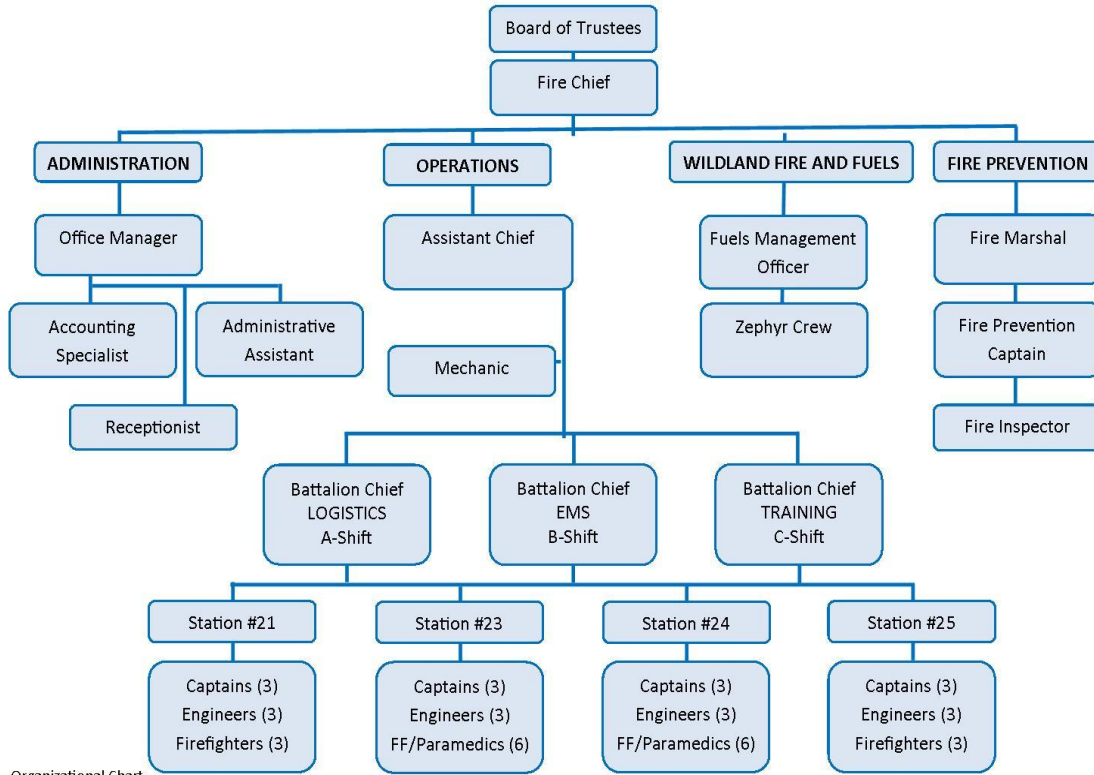 Board of Trustees
Fire Chief
ADMINISTRATION
OPERATIONS
WILDLAND FIRE AND FUELS
FIRE PREVENTION
Office Manager
Assistant Chief
Fuels Management
Officer
Fire Marshal
Accounting
Specialist
Administrative
Assistant
Zephyr Crew
Fire Prevention
Captain
Mechanic
Receptionist
Fire Inspector
Battalion Chief
LOGISTICS
A-Shift
Battalion Chief
EMS
B-Shift
Battalion Chief
TRAINING
C-Shift
Station #21
Station #23
Station #24
Station #25
Captains (3)
Engineers (3)
Firefighters (3)
Captains (3)
Engineers (3)
FF/Paramedics (6)
Captains (3)
Engineers (3)
FF/Paramedics (6)
Captains (3)
Engineers (3)
Firefighters (3)
Organizational Chart